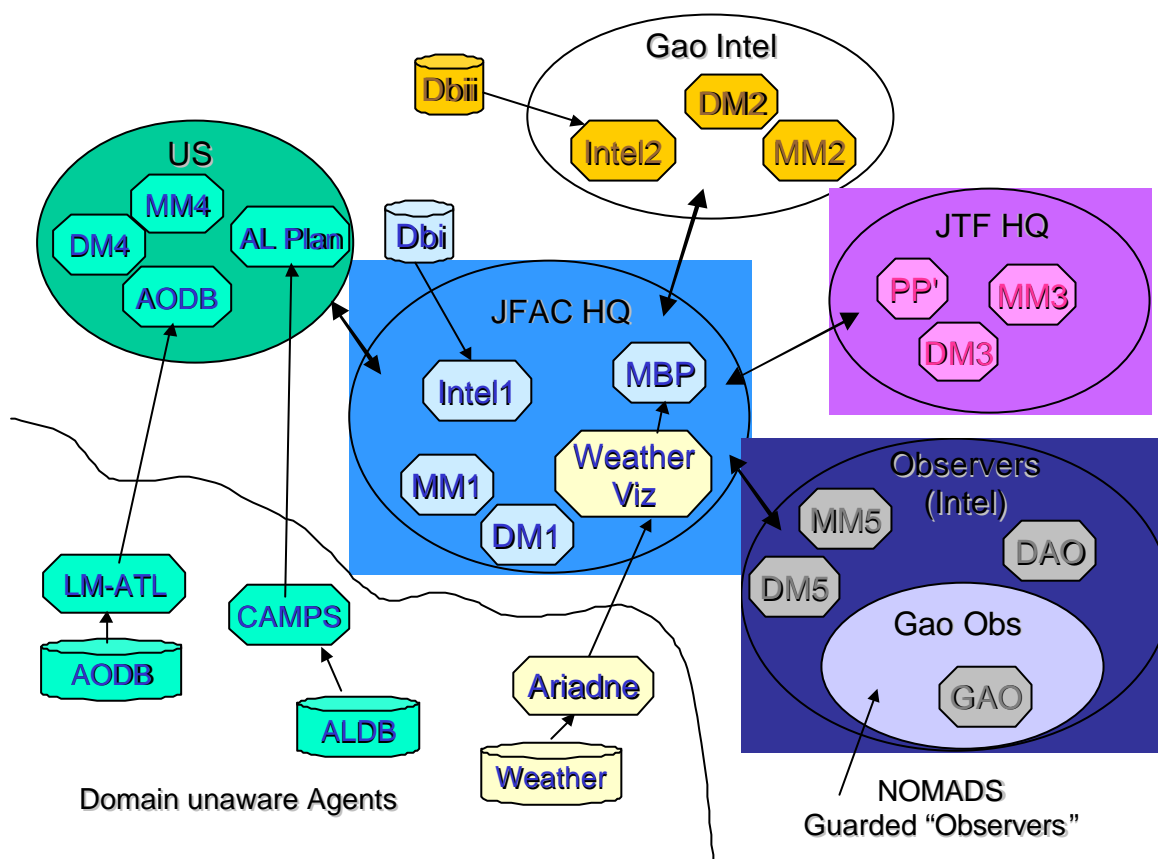 Gao Intel
Dbii
DM2
Intel2
MM2
US
MM4
DM4
AL Plan
AODB
Dbi
JTF HQ
PP'
MM3
DM3
JFAC HQ
MBP
Intel1
Weather
Viz
MM1
DM1
Observers
(Intel)
MM5
DAO
DM5
Gao Obs
GAO
LM-ATL
AODB
CAMPS
ALDB
Ariadne
Weather
Domain unaware Agents
NOMADS
Guarded “Observers”